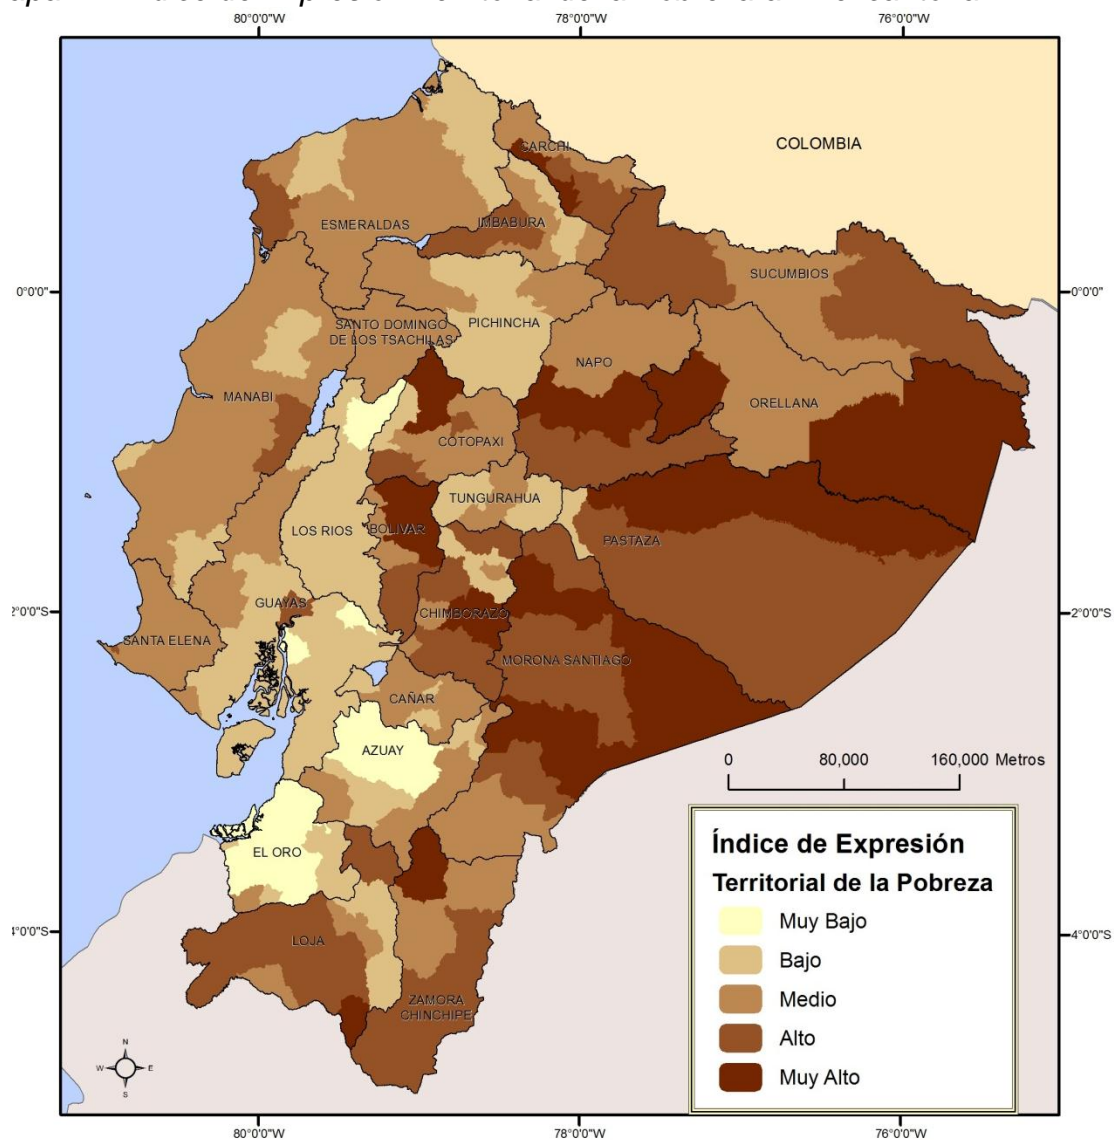 80°0'0"W 78°0'0"W 76°0'0"W
COLOMBIA
CARCHI
ESMERALDAS
IMBABURA
SUCUMBIOS
0°0'0" 0°0'0"
SANTO DOMINGO
DE LOS TSACHILAS
PICHINCHA
NAPO
MANABI
ORELLANA
COTOPAXI
TUNGURAHUA
LOS RIOS
BOLIVAR
PASTAZA
2°0'0"S 2°0'0"S
GUAYAS
CHIMBORAZO
SANTA ELENA
MORONA SANTIAGO
CAÑAR
AZUAY
0 80,000 160,000 Metros
EL ORO
Índice de Expresión
Territorial de la Pobreza
Muy Bajo
Bajo
Medio
Alto
Muy Alto
4°0'0"S 4°0'0"S
LOJA
ZAMORA
CHINCHIPE
N
W E
S
80°0'0"W 78°0'0"W 76°0'0"W